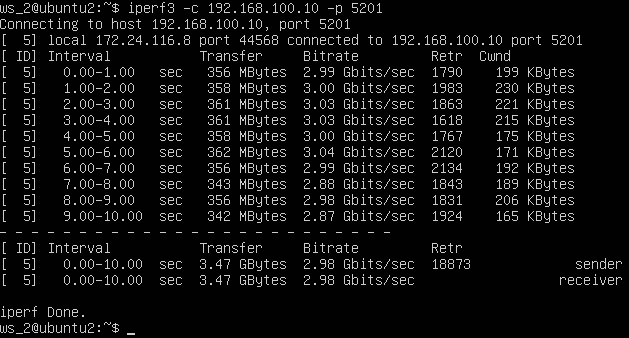 ws_2@ubuntu2:~$ iperf3 -c 192.168.100.10 -p 5201
Connecting to host 192.168.100.10, port 5201
[  5] local 172.24.116.8 port 44568 connected to 192.168.100.10 port 5201
[ ID] Interval           Transfer     Bitrate         Retr  Cwnd
[  5]   0.00-1.00   sec   356 MBytes  2.99 Gbits/sec  1790    199 KBytes
[  5]   1.00-2.00   sec   358 MBytes  3.00 Gbits/sec  1983    230 KBytes
[  5]   2.00-3.00   sec   361 MBytes  3.03 Gbits/sec  1863    221 KBytes
[  5]   3.00-4.00   sec   361 MBytes  3.03 Gbits/sec  1618    215 KBytes
[  5]   4.00-5.00   sec   358 MBytes  3.00 Gbits/sec  1767    175 KBytes
[  5]   5.00-6.00   sec   362 MBytes  3.04 Gbits/sec  2120    171 KBytes
[  5]   6.00-7.00   sec   356 MBytes  2.99 Gbits/sec  2134    192 KBytes
[  5]   7.00-8.00   sec   343 MBytes  2.88 Gbits/sec  1843    189 KBytes
[  5]   8.00-9.00   sec   356 MBytes  2.98 Gbits/sec  1831    206 KBytes
[  5]   9.00-10.00  sec   342 MBytes  2.87 Gbits/sec  1924    165 KBytes
- - - - - - - - - - - - - - - - - - - - - - - - -
[ ID] Interval           Transfer     Bitrate         Retr
[  5]   0.00-10.00  sec  3.47 GBytes  2.98 Gbits/sec  18873             sender
[  5]   0.00-10.00  sec  3.47 GBytes  2.98 Gbits/sec                  receiver

iperf Done.
ws_2@ubuntu2:~$ _